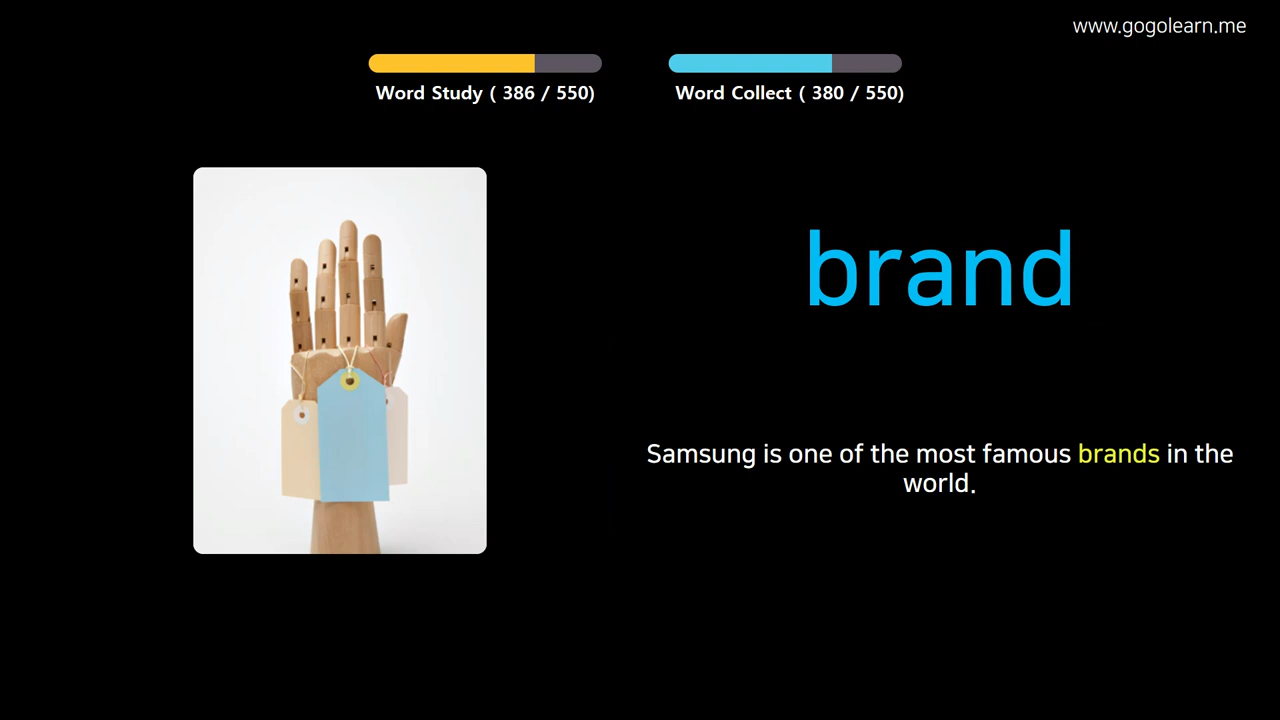 www.gogolearn.me
Word Study ( 386 / 550)
Word Collect ( 380 / 550)
brand
Samsung is one of the most famous brands in the
world.